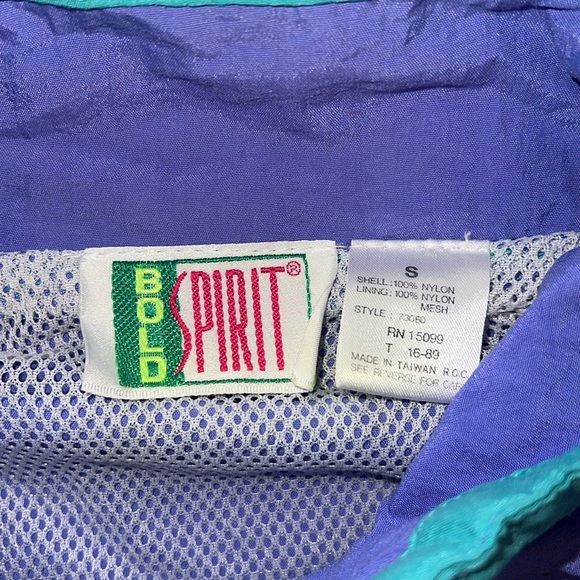 BOLD
SPIRIT®
S
SHELL:100% NYLON
LINING:100% NYLON
MESH
STYLE : 73060
RN 15099
T 16-89
MADE IN TAIWAN R.O.C
SEE REVERSE FOR CAR